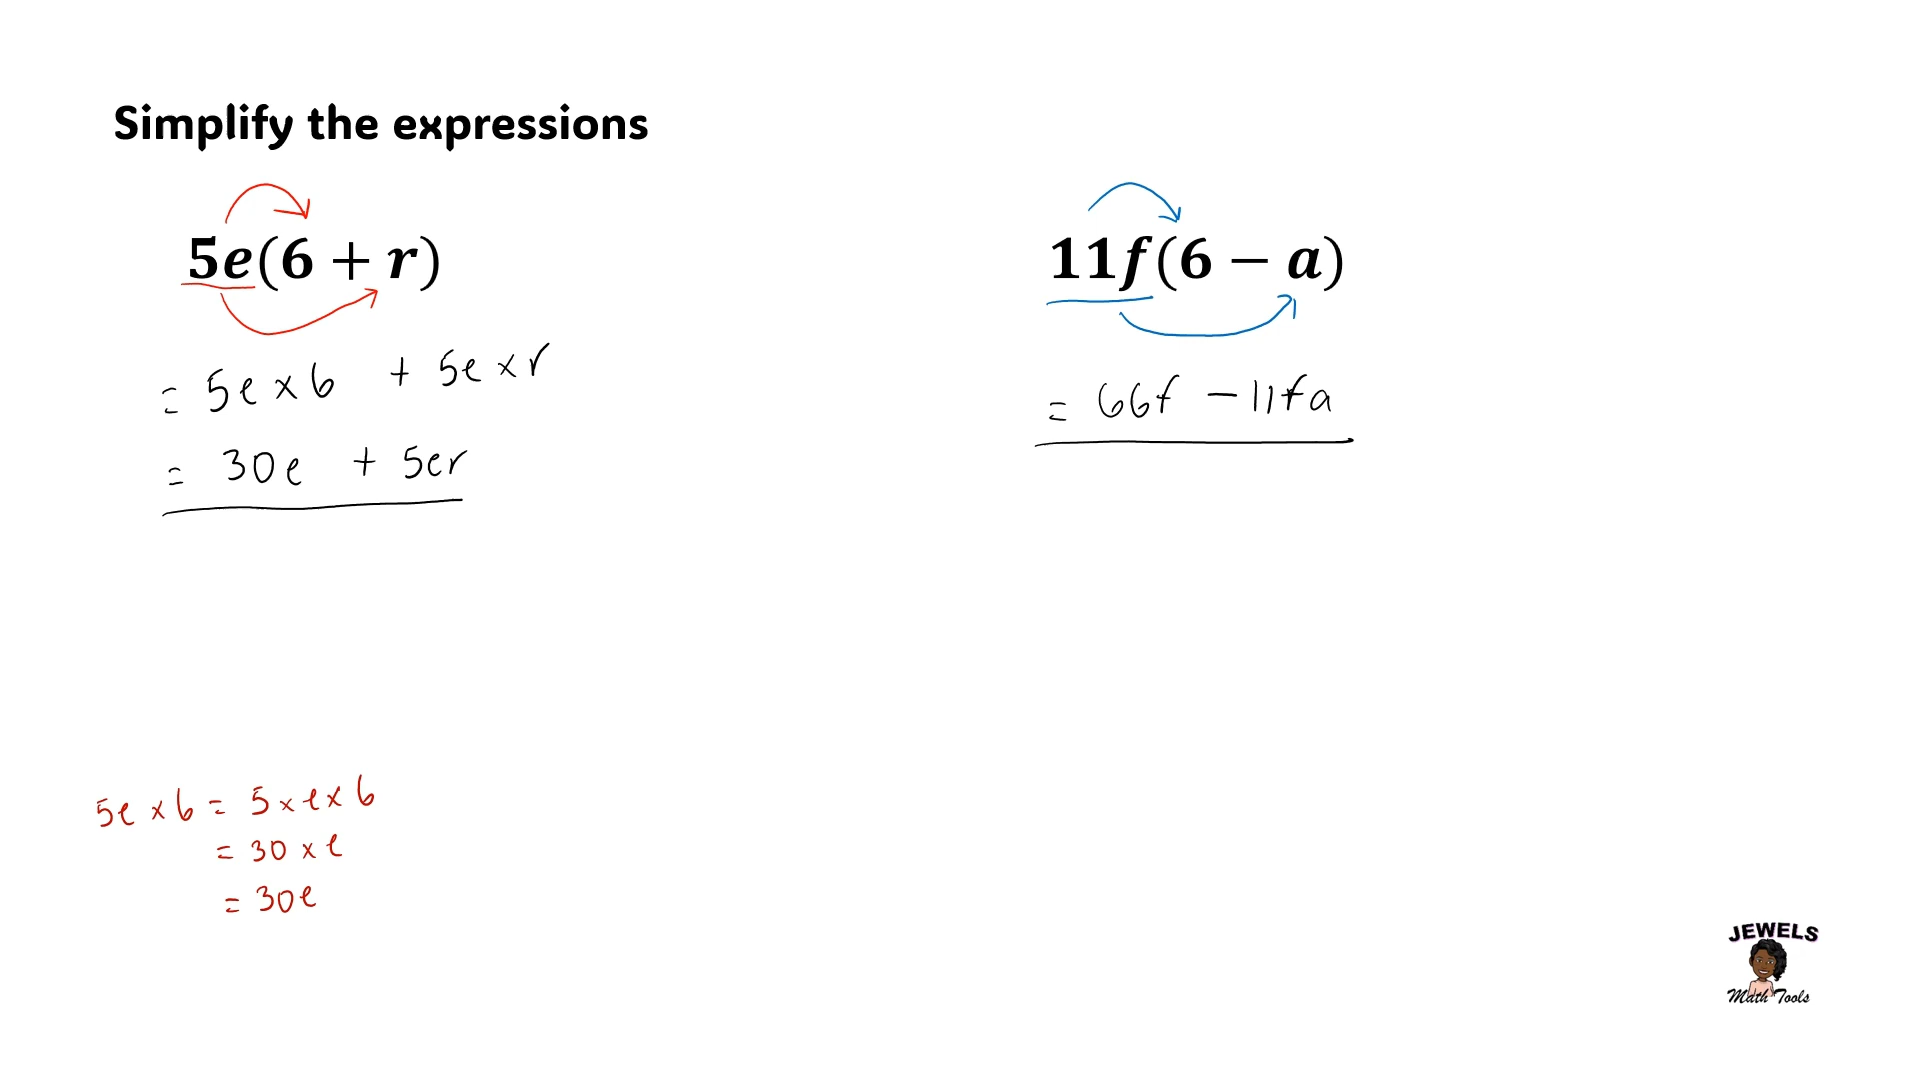 Simplify the expressions
5e(6 + r)
= 5e × 6 + 5e × r
= 30e + 5er
5e × 6 = 5 × e × 6
= 30 × e
= 30e
11f(6 − a)
= 66f − 11fa
JEWELS
Math Tools